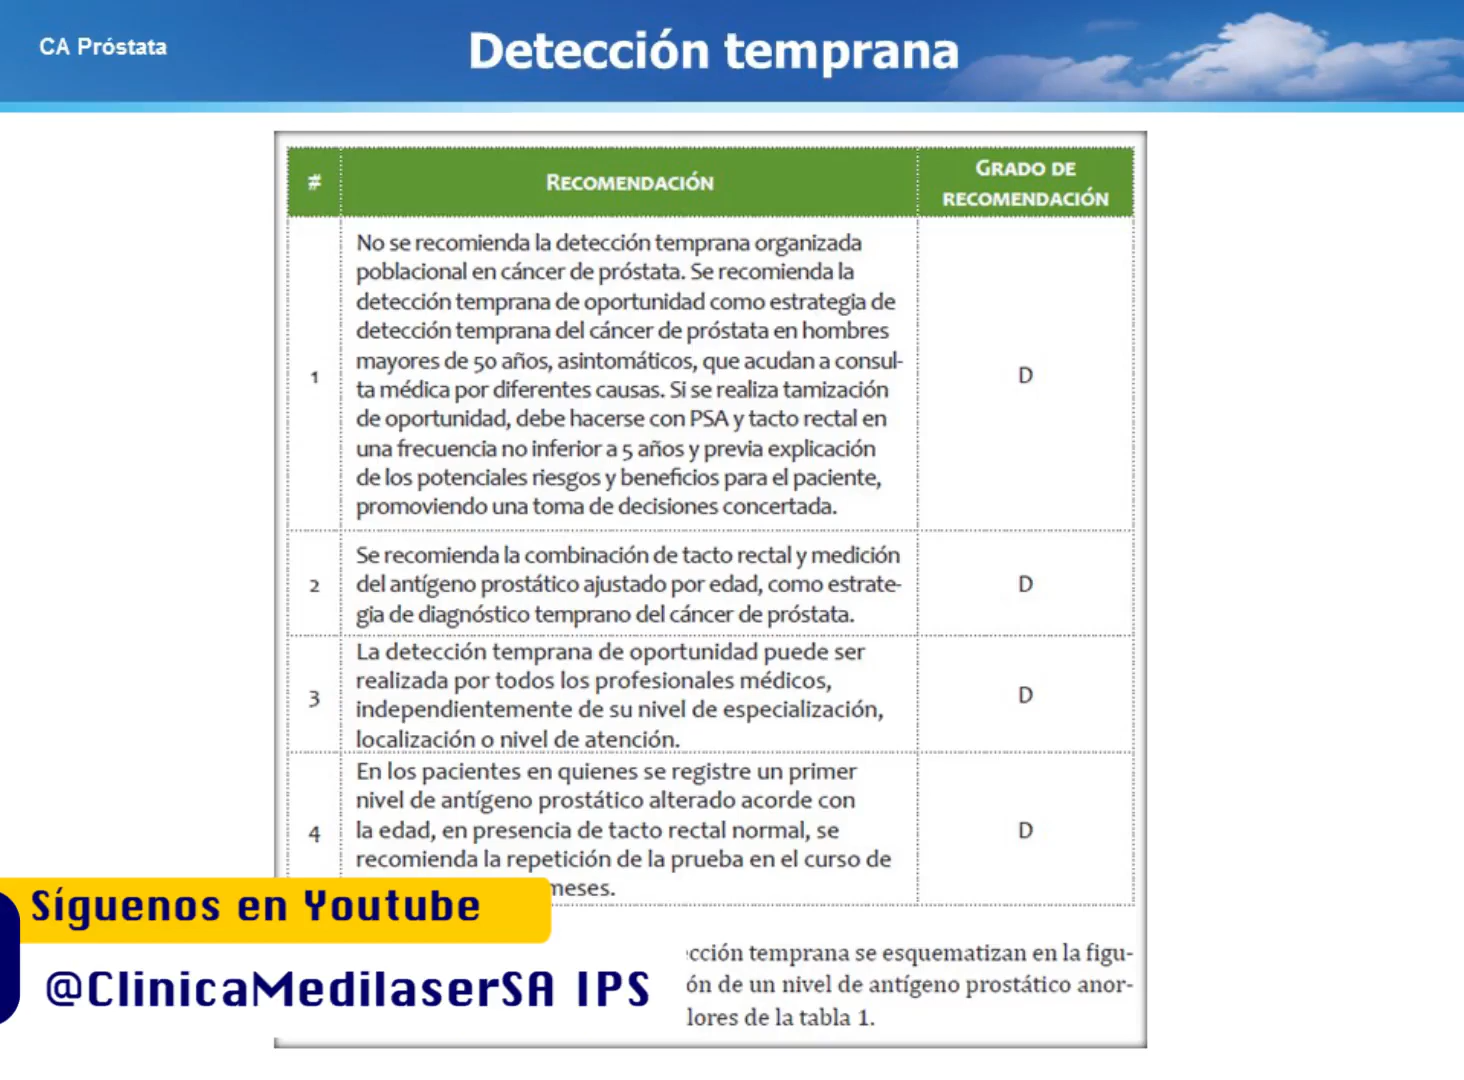 CA Próstata
Detección temprana
#
RECOMENDACIÓN
GRADO DE
RECOMENDACIÓN
1
No se recomienda la detección temprana organizada
poblacional en cáncer de próstata. Se recomienda la
detección temprana de oportunidad como estrategia de
detección temprana del cáncer de próstata en hombres
mayores de 50 años, asintomáticos, que acudan a consul-
ta médica por diferentes causas. Si se realiza tamización
de oportunidad, debe hacerse con PSA y tacto rectal en
una frecuencia no inferior a 5 años y previa explicación
de los potenciales riesgos y beneficios para el paciente,
promoviendo una toma de decisiones concertada.
D
2
Se recomienda la combinación de tacto rectal y medición
del antígeno prostático ajustado por edad, como estrate-
gia de diagnóstico temprano del cáncer de próstata.
D
3
La detección temprana de oportunidad puede ser
realizada por todos los profesionales médicos,
independientemente de su nivel de especialización,
localización o nivel de atención.
D
4
En los pacientes en quienes se registre un primer
nivel de antígeno prostático alterado acorde con
la edad, en presencia de tacto rectal normal, se
recomienda la repetición de la prueba en el curso de
meses.
D
Síguenos en Youtube
@ClinicaMedilaserSA IPS
cción temprana se esquematizan en la figu-
ón de un nivel de antígeno prostático anor-
lores de la tabla 1.